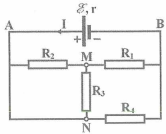 ℰ, r
A I B
+ −
R₂ M R₁
R₃
N R₄